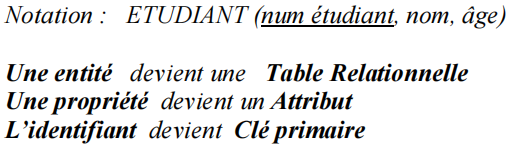 Notation : ETUDIANT (num étudiant, nom, âge)
Une entité devient une Table Relationnelle
Une propriété devient un Attribut
L'identifiant devient Clé primaire